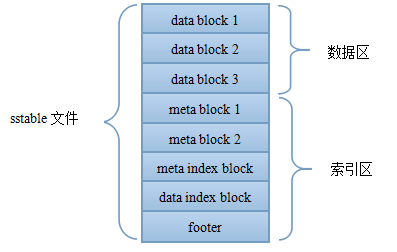 sstable 文件
data block 1
data block 2
data block 3
meta block 1
meta block 2
meta index block
data index block
footer
数据区
索引区